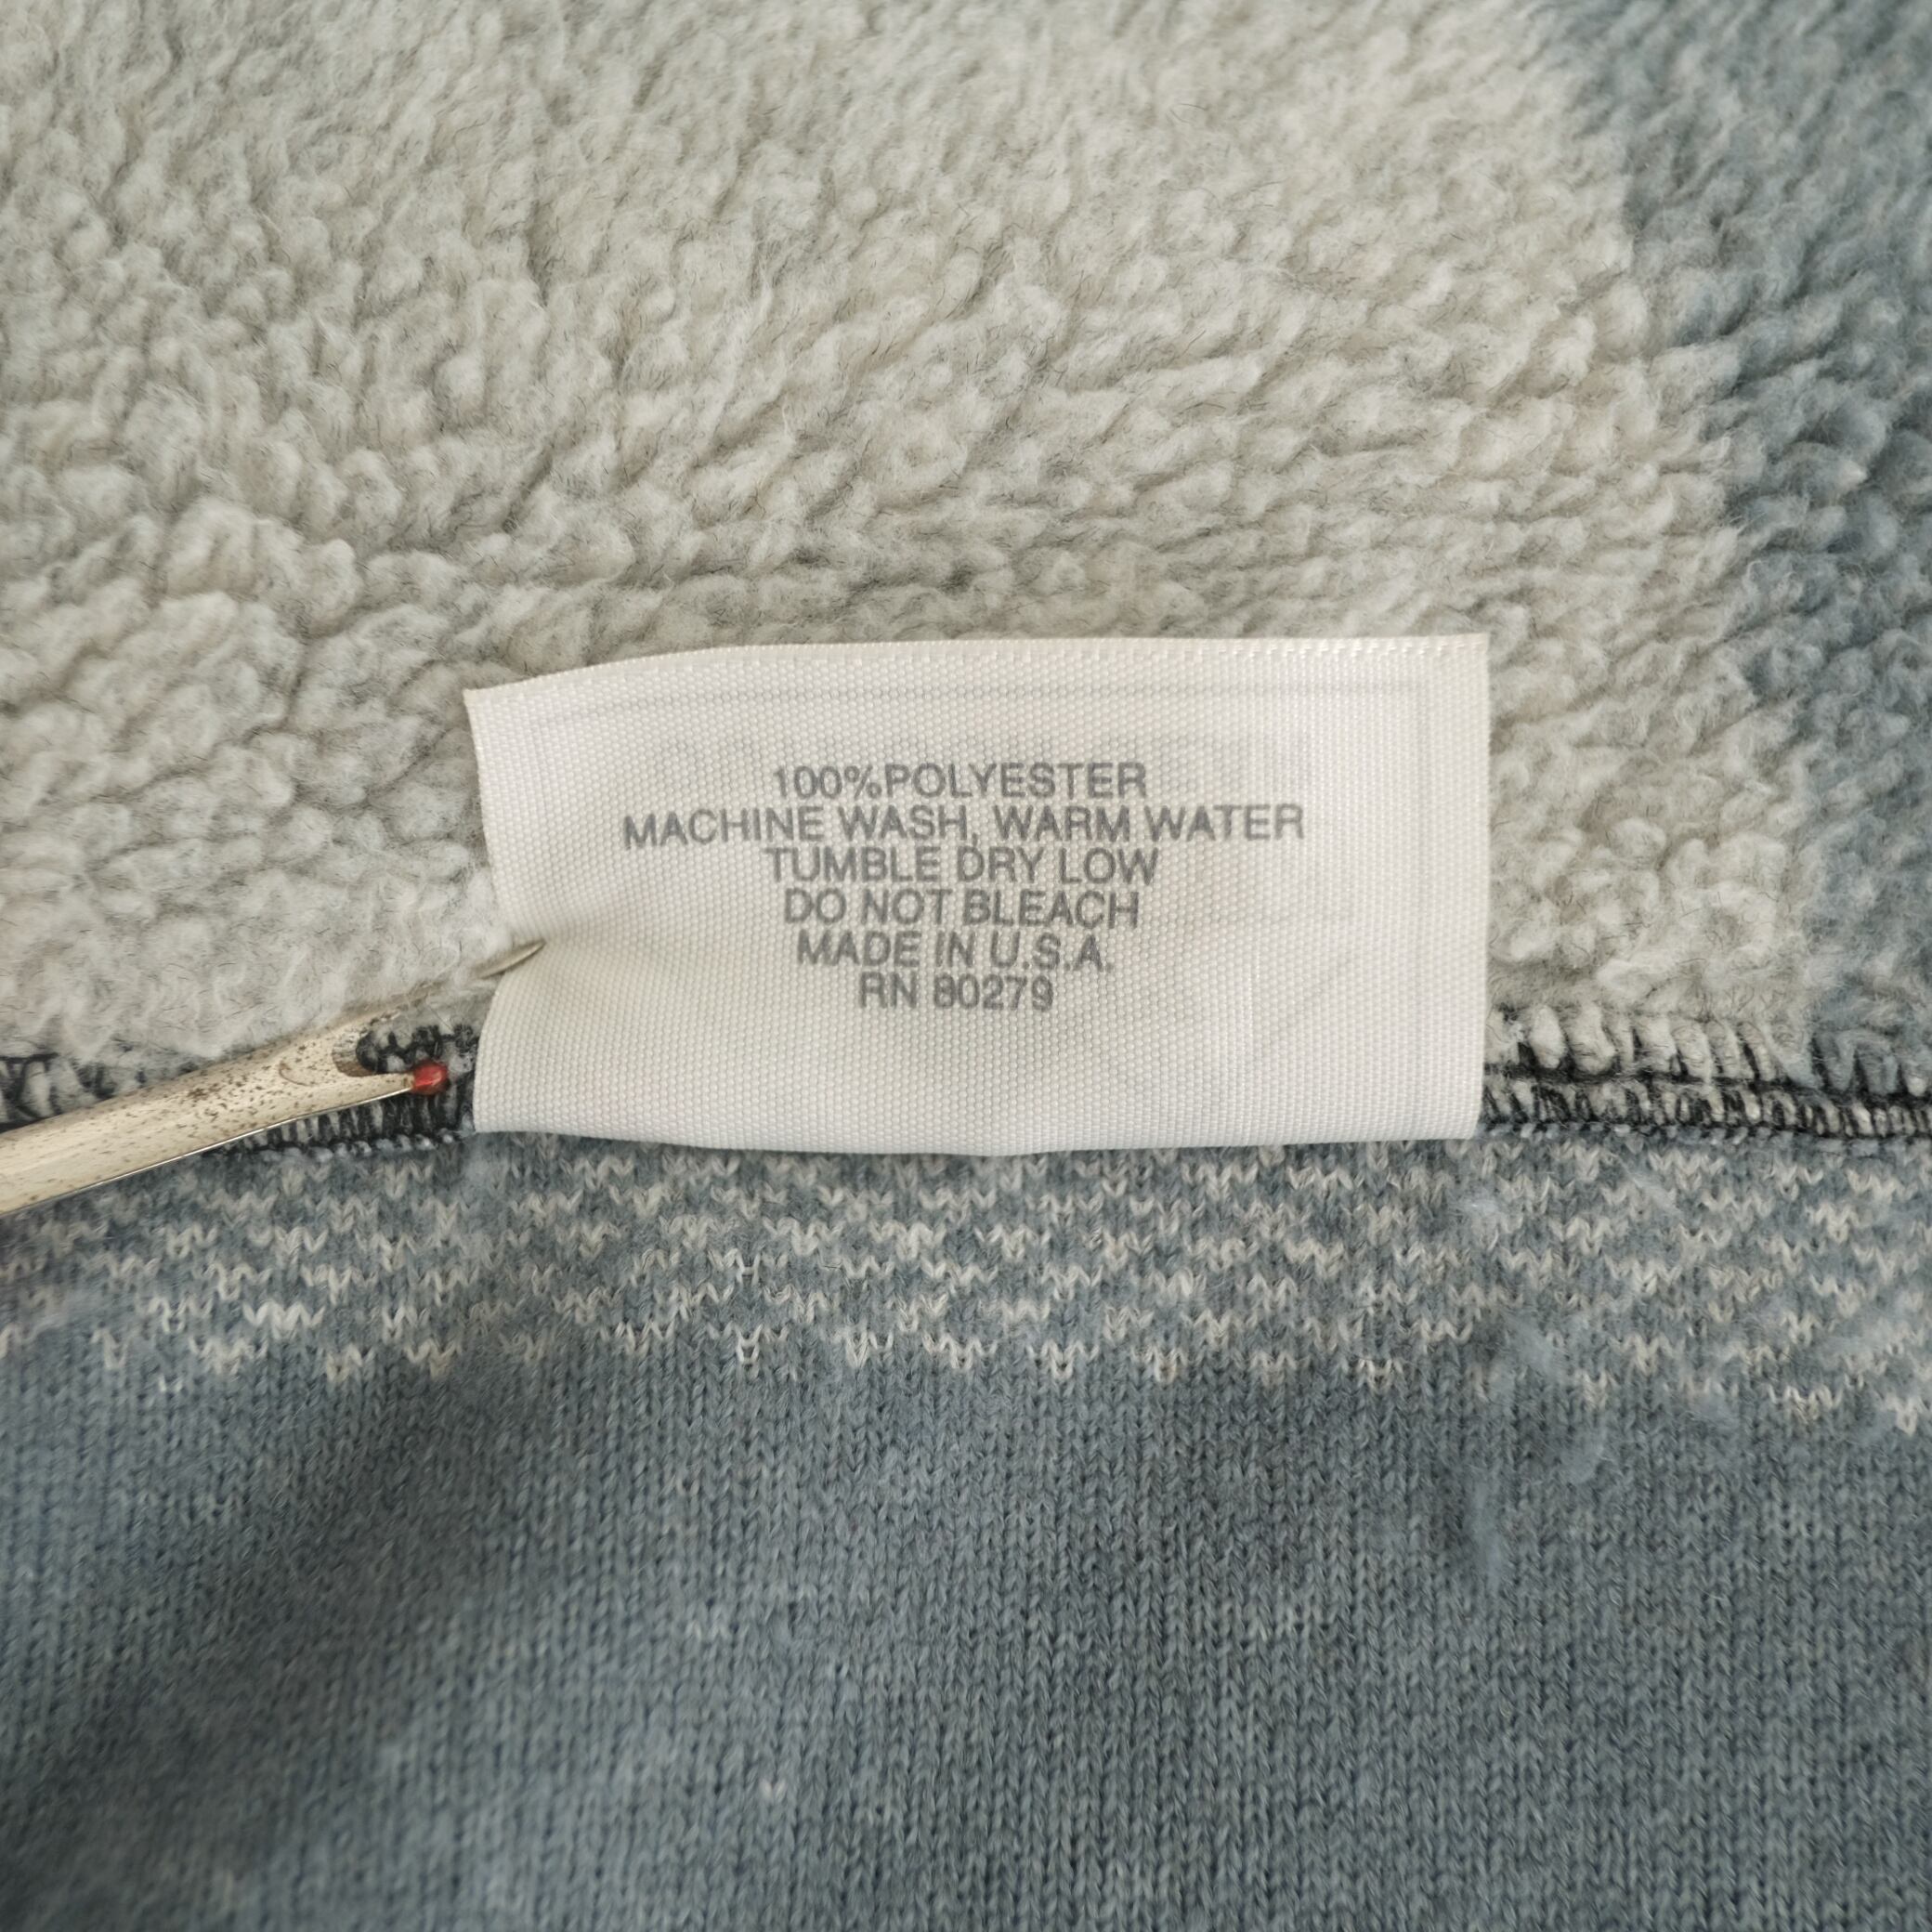 100%POLYESTER
MACHINE WASH, WARM WATER
TUMBLE DRY LOW
DO NOT BLEACH
MADE IN U.S.A.
RN 80279